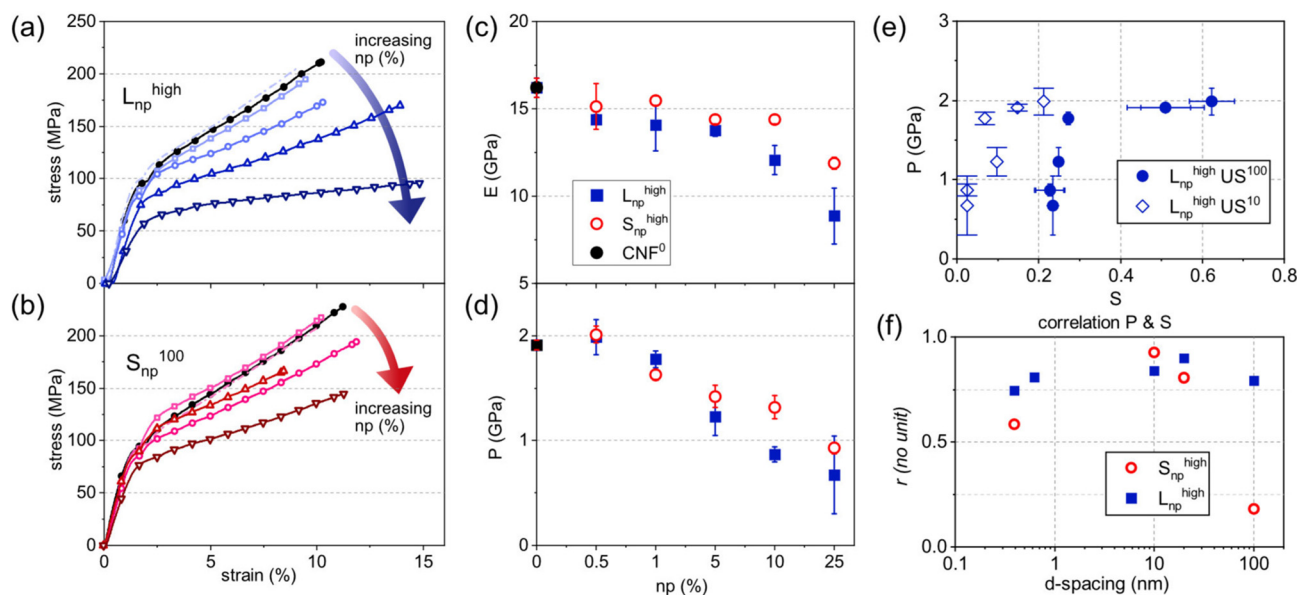 (a)
250
200
150
100
50
0
stress (MPa)
L_np^high
increasing
np (%)
(b)
200
150
100
50
0
stress (MPa)
S_np^100
increasing
np (%)
0 5 10 15
strain (%)
(c)
20
16
10
5
E (GPa)
L_np^high
S_np^high
CNF^0
(d)
2
1
0
P (GPa)
0 0.5 1 5 10 25
np (%)
(e)
3
2
1
0
P (GPa)
L_np^high US^100
L_np^high US^10
0.0 0.2 0.4 0.6 0.8
S
(f)
correlation P & S
1.0
0.5
0.0
r (no unit)
S_np^high
L_np^high
0.1 1 10 100
d-spacing (nm)